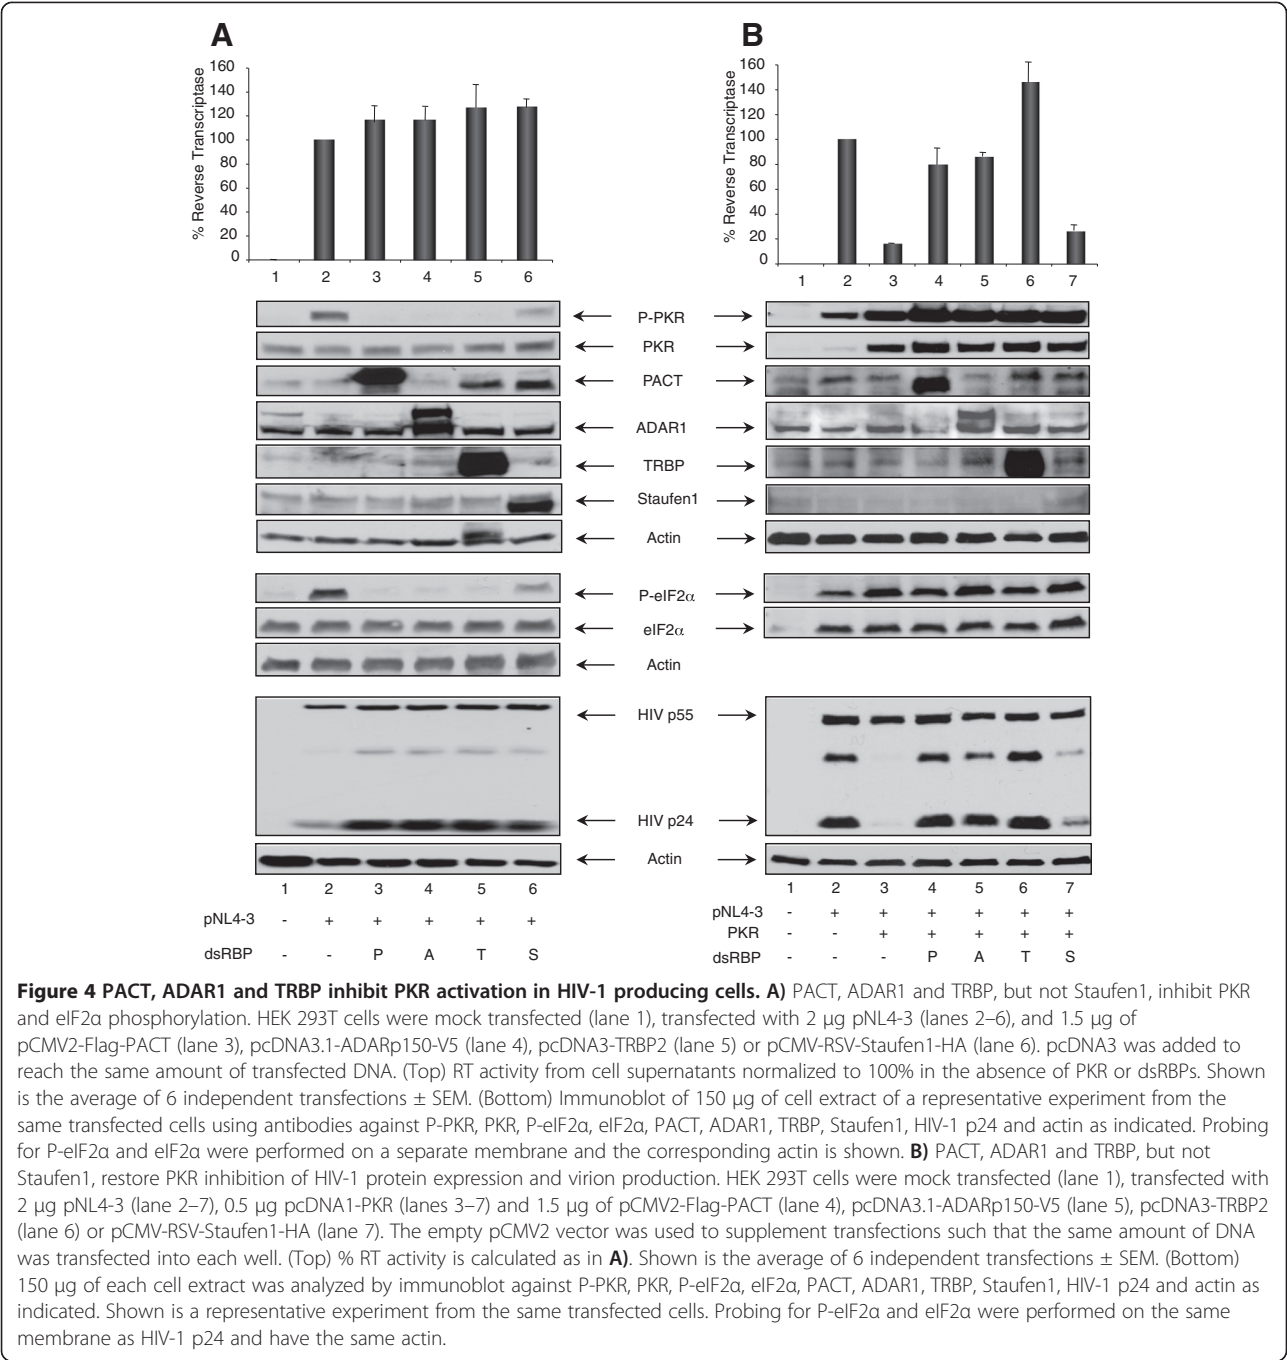 A
B
% Reverse Transcriptase
160
140
120
100
80
60
40
20
0
1 2 3 4 5 6
% Reverse Transcriptase
160
140
120
100
80
60
40
20
0
1 2 3 4 5 6 7
P-PKR
PKR
PACT
ADAR1
TRBP
Staufen1
Actin
P-eIF2α
eIF2α
Actin
HIV p55
HIV p24
Actin
1 2 3 4 5 6
pNL4-3 - + + + + +
dsRBP - - P A T S
1 2 3 4 5 6 7
pNL4-3 - + + + + + +
PKR - - + + + + +
dsRBP - - - P A T S
Figure 4 PACT, ADAR1 and TRBP inhibit PKR activation in HIV-1 producing cells. A) PACT, ADAR1 and TRBP, but not Staufen1, inhibit PKR
and eIF2α phosphorylation. HEK 293T cells were mock transfected (lane 1), transfected with 2 μg pNL4-3 (lanes 2–6), and 1.5 μg of
pCMV2-Flag-PACT (lane 3), pcDNA3.1-ADARp150-V5 (lane 4), pcDNA3-TRBP2 (lane 5) or pCMV-RSV-Staufen1-HA (lane 6). pcDNA3 was added to
reach the same amount of transfected DNA. (Top) RT activity from cell supernatants normalized to 100% in the absence of PKR or dsRBPs. Shown
is the average of 6 independent transfections ± SEM. (Bottom) Immunoblot of 150 μg of cell extract of a representative experiment from the
same transfected cells using antibodies against P-PKR, PKR, P-eIF2α, eIF2α, PACT, ADAR1, TRBP, Staufen1, HIV-1 p24 and actin as indicated. Probing
for P-eIF2α and eIF2α were performed on a separate membrane and the corresponding actin is shown. B) PACT, ADAR1 and TRBP, but not
Staufen1, restore PKR inhibition of HIV-1 protein expression and virion production. HEK 293T cells were mock transfected (lane 1), transfected with
2 μg pNL4-3 (lane 2–7), 0.5 μg pcDNA1-PKR (lanes 3–7) and 1.5 μg of pCMV2-Flag-PACT (lane 4), pcDNA3.1-ADARp150-V5 (lane 5), pcDNA3-TRBP2
(lane 6) or pCMV-RSV-Staufen1-HA (lane 7). The empty pCMV2 vector was used to supplement transfections such that the same amount of DNA
was transfected into each well. (Top) % RT activity is calculated as in A). Shown is the average of 6 independent transfections ± SEM. (Bottom)
150 μg of each cell extract was analyzed by immunoblot against P-PKR, PKR, P-eIF2α, eIF2α, PACT, ADAR1, TRBP, Staufen1, HIV-1 p24 and actin as
indicated. Shown is a representative experiment from the same transfected cells. Probing for P-eIF2α and eIF2α were performed on the same
membrane as HIV-1 p24 and have the same actin.